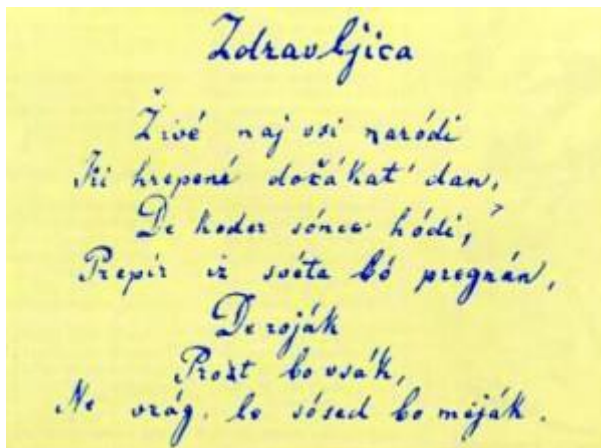 Zdravljica
Živé naj vsi naródi
Ki hrepené dočákat' dan,
De koder sónce hódi,
Prepir iz svéta bó pregnán,
De roják
Prost bo vsák,
Ne vrág, le sósed bo moják.